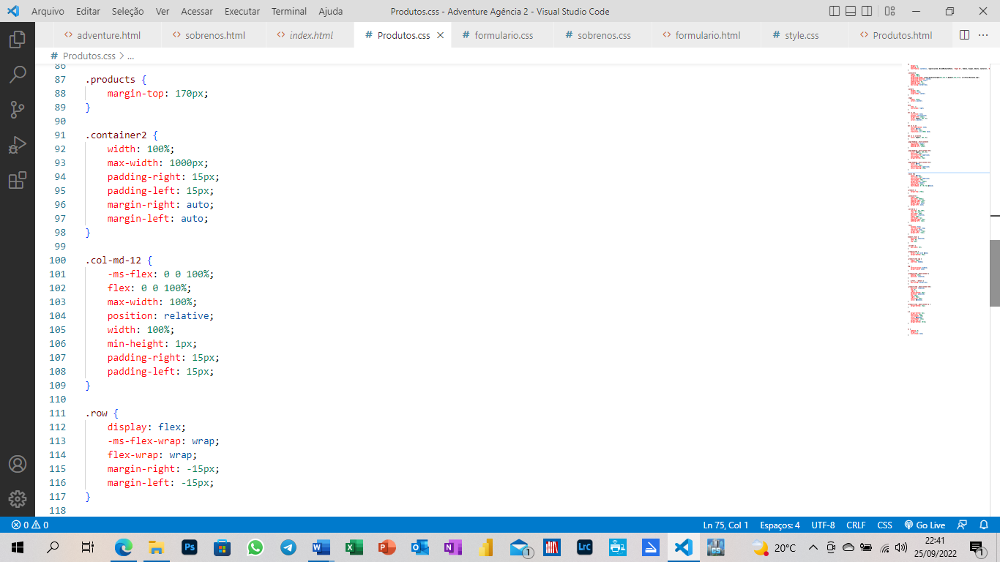 Arquivo Editar Seleção Ver Acessar Executar Terminal Ajuda Produtos.css - Adventure Agência 2 - Visual Studio Code
<> adventure.html <> sobrenos.html <> index.html # Produtos.css # formulario.css # sobrenos.css <> formulario.html # style.css <> Produtos.html ...
# Produtos.css > ...
86
87 .products {
88 margin-top: 170px;
89 }
90
91 .container2 {
92 width: 100%;
93 max-width: 1000px;
94 padding-right: 15px;
95 padding-left: 15px;
96 margin-right: auto;
97 margin-left: auto;
98 }
99
100 .col-md-12 {
101 -ms-flex: 0 0 100%;
102 flex: 0 0 100%;
103 max-width: 100%;
104 position: relative;
105 width: 100%;
106 min-height: 1px;
107 padding-right: 15px;
108 padding-left: 15px;
109 }
110
111 .row {
112 display: flex;
113 -ms-flex-wrap: wrap;
114 flex-wrap: wrap;
115 margin-right: -15px;
116 margin-left: -15px;
117 }
118
0 0 Ln 75, Col 1 Espaços: 4 UTF-8 CRLF CSS Go Live
Ps W X P O N 1 Lrc 20°C 22:41 1
25/09/2022